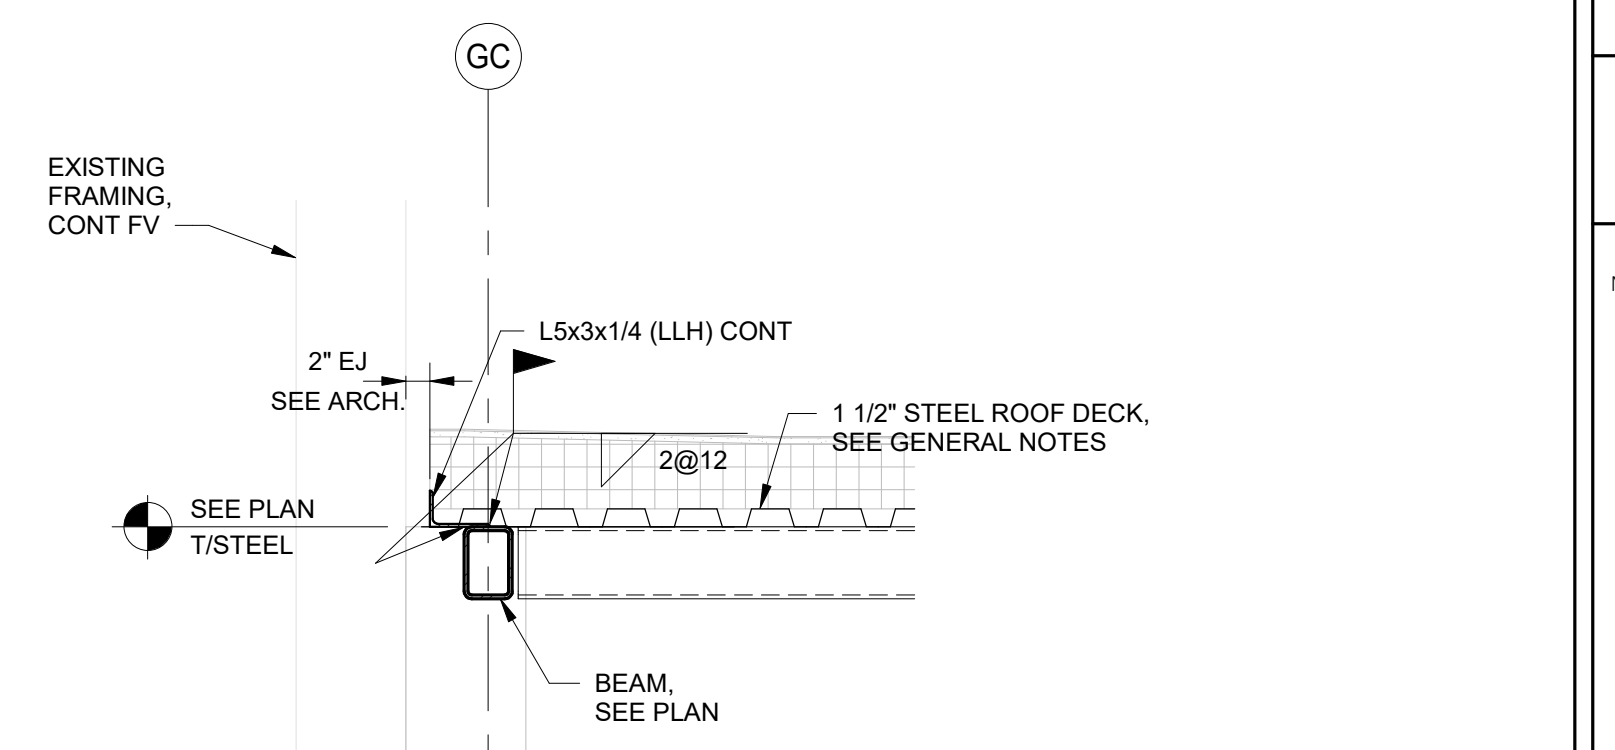 GC
EXISTING
FRAMING,
CONT FV
L5x3x1/4 (LLH) CONT
2" EJ
SEE ARCH.
1 1/2" STEEL ROOF DECK,
SEE GENERAL NOTES
2@12
SEE PLAN
T/STEEL
BEAM,
SEE PLAN